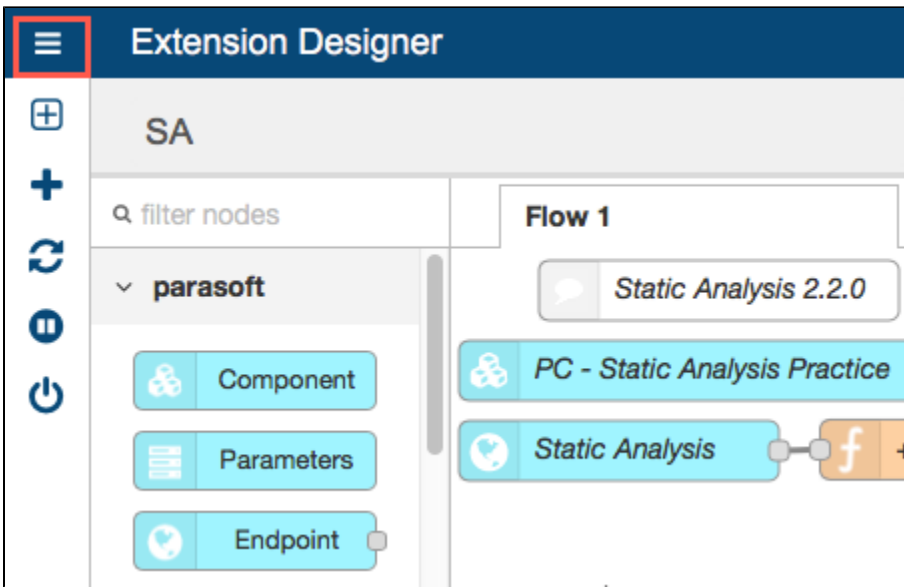 Extension Designer
SA
filter nodes
Flow 1
parasoft
Static Analysis 2.2.0
Component
PC - Static Analysis Practice
Parameters
Static Analysis
f +
Endpoint